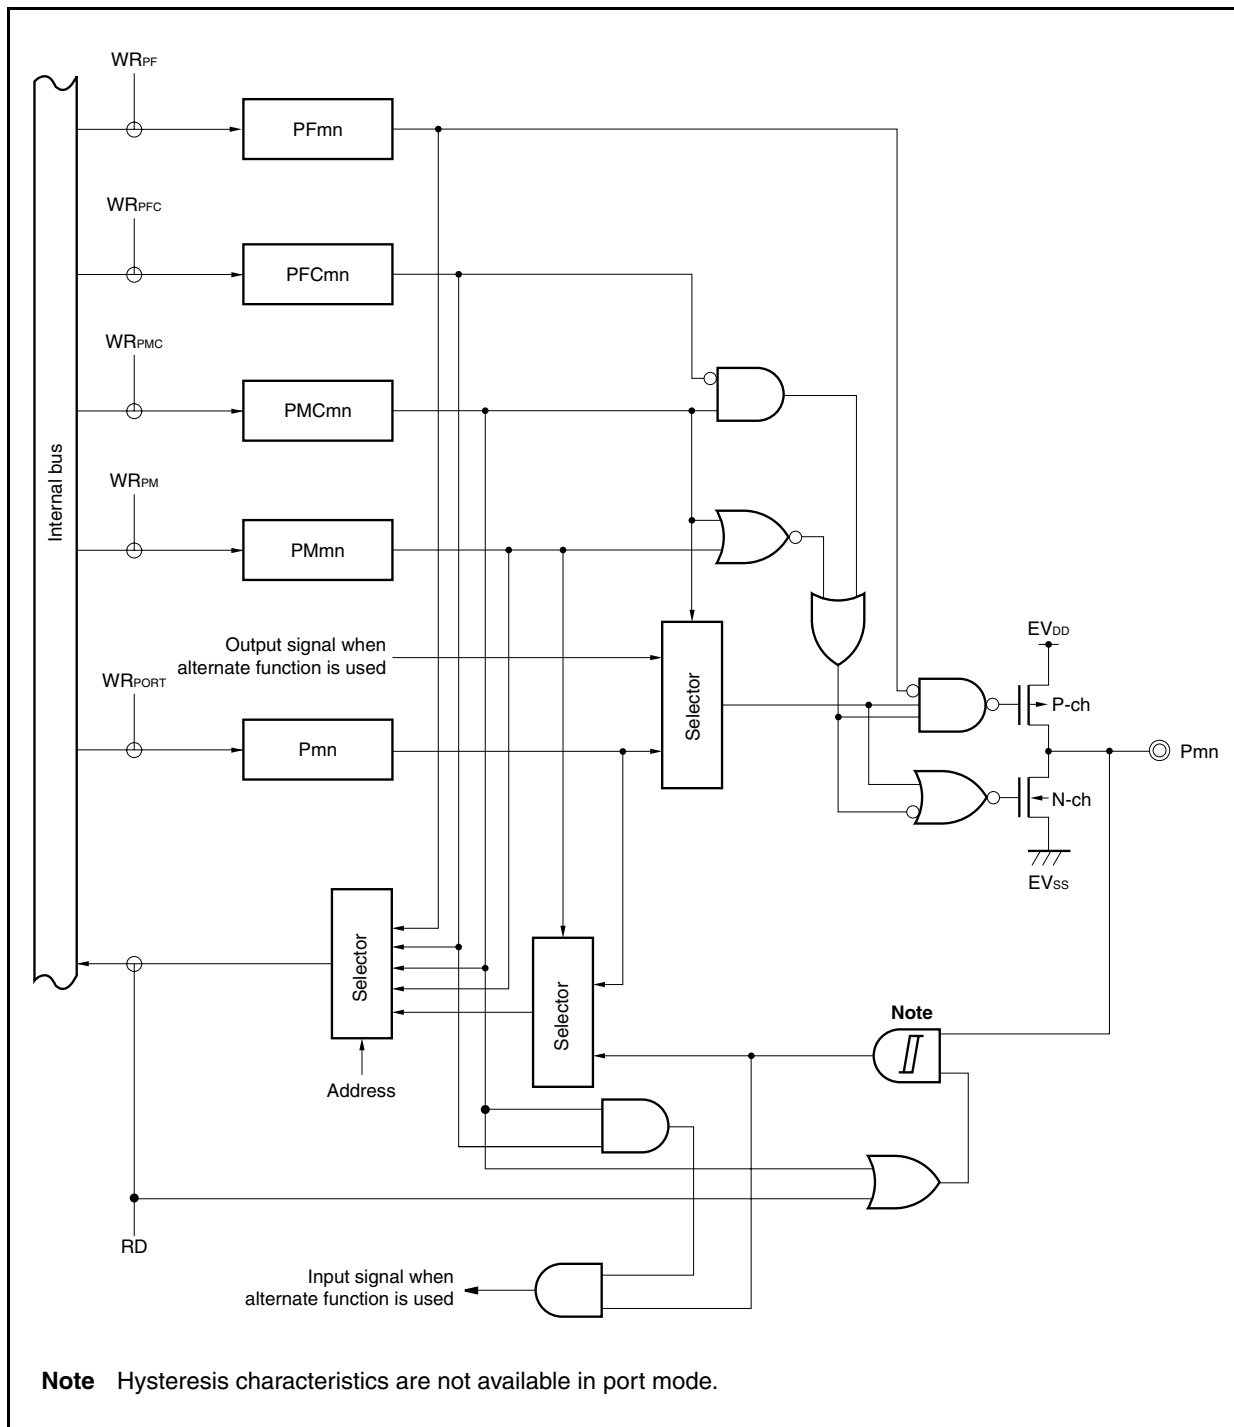 WRPF
PFmn
WRPFC
PFCmn
WRPMC
PMCmn
Internal bus
WRPM
PMmn
Output signal when
alternate function is used
Selector
EVDD
P-ch
WRPORT
Pmn
Pmn
N-ch
EVSS
Selector
Selector
Note
Address
RD
Input signal when
alternate function is used
Note Hysteresis characteristics are not available in port mode.